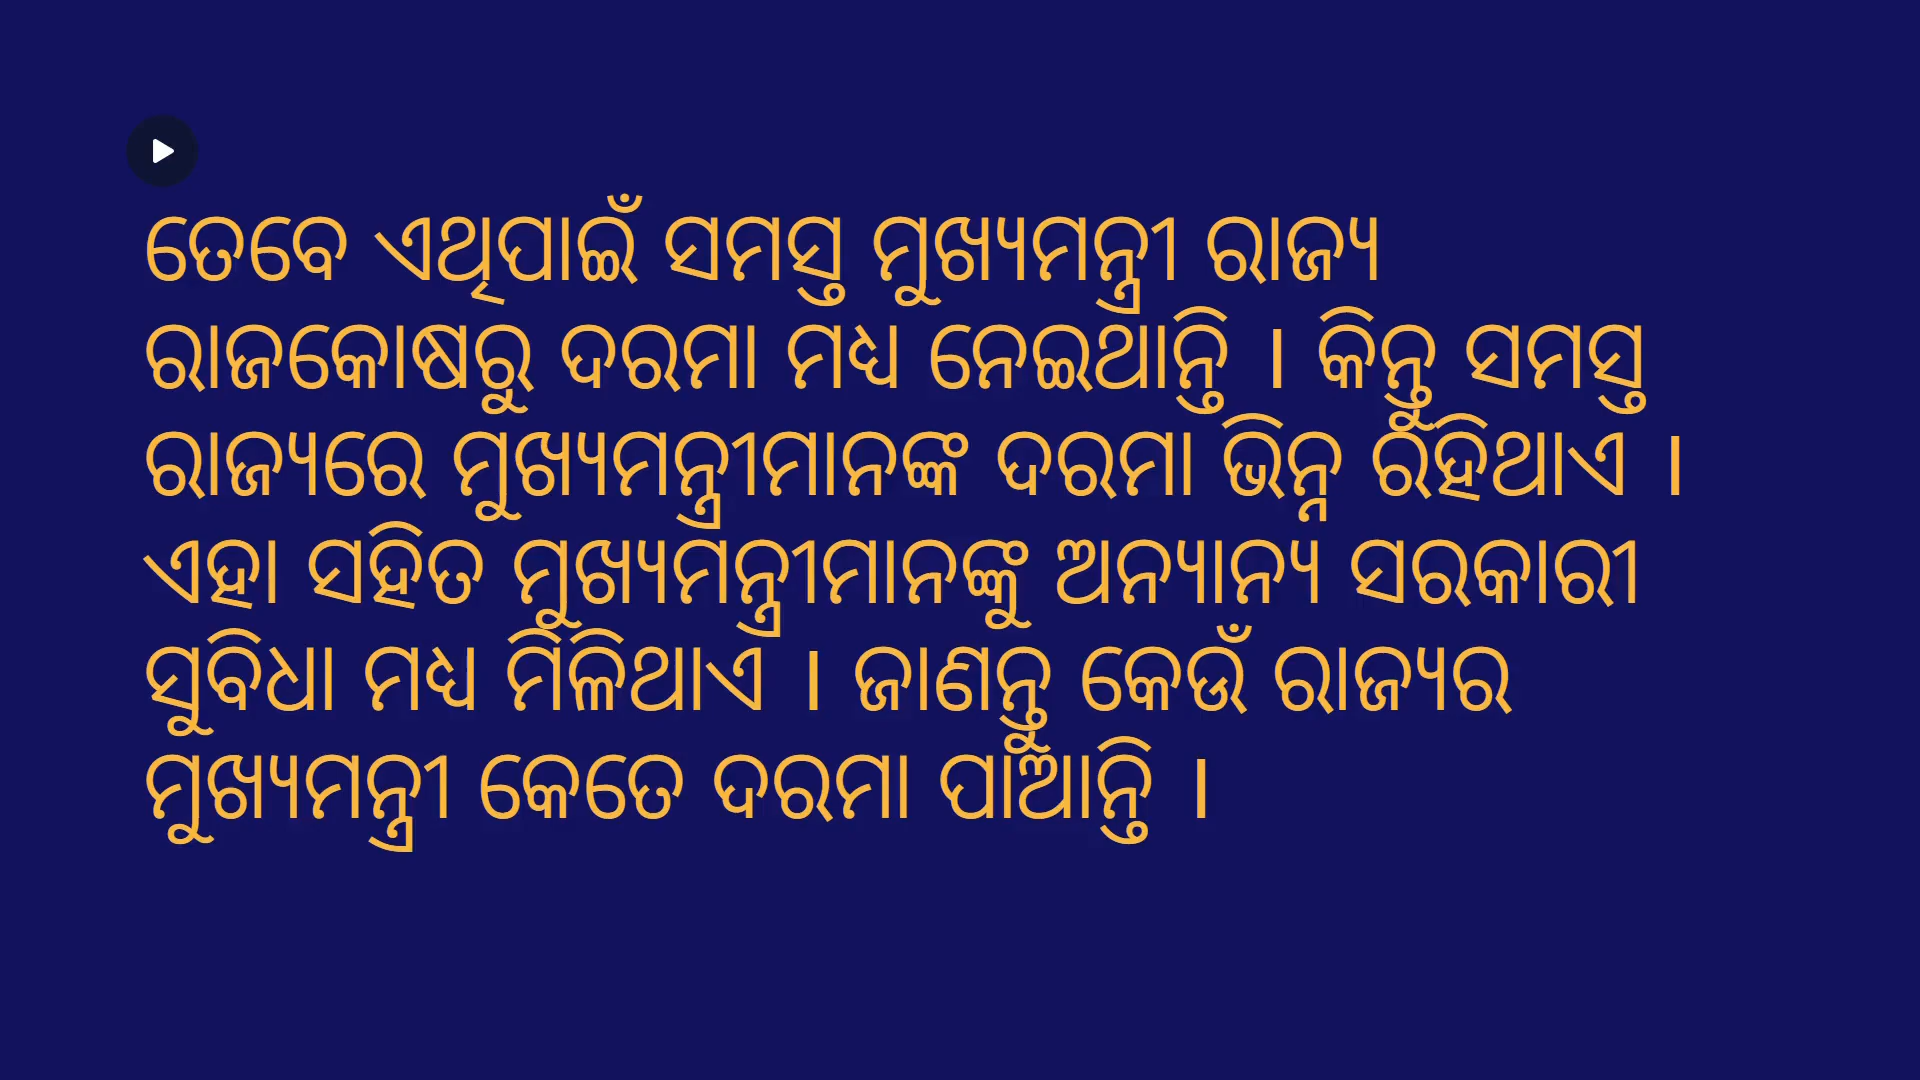 ତେବେ ଏଥିପାଇଁ ସମସ୍ତ ମୁଖ୍ୟମନ୍ତ୍ରୀ ରାଜ୍ୟ
ରାଜକୋଷରୁ ଦରମା ମଧ୍ୟ ନେଇଥାନ୍ତି । କିନ୍ତୁ ସମସ୍ତ
ରାଜ୍ୟରେ ମୁଖ୍ୟମନ୍ତ୍ରୀମାନଙ୍କ ଦରମା ଭିନ୍ନ ରହିଥାଏ ।
ଏହା ସହିତ ମୁଖ୍ୟମନ୍ତ୍ରୀମାନଙ୍କୁ ଅନ୍ୟାନ୍ୟ ସରକାରୀ
ସୁବିଧା ମଧ୍ୟ ମିଳିଥାଏ । ଜାଣନ୍ତୁ କେଉଁ ରାଜ୍ୟର
ମୁଖ୍ୟମନ୍ତ୍ରୀ କେତେ ଦରମା ପାଆନ୍ତି ।